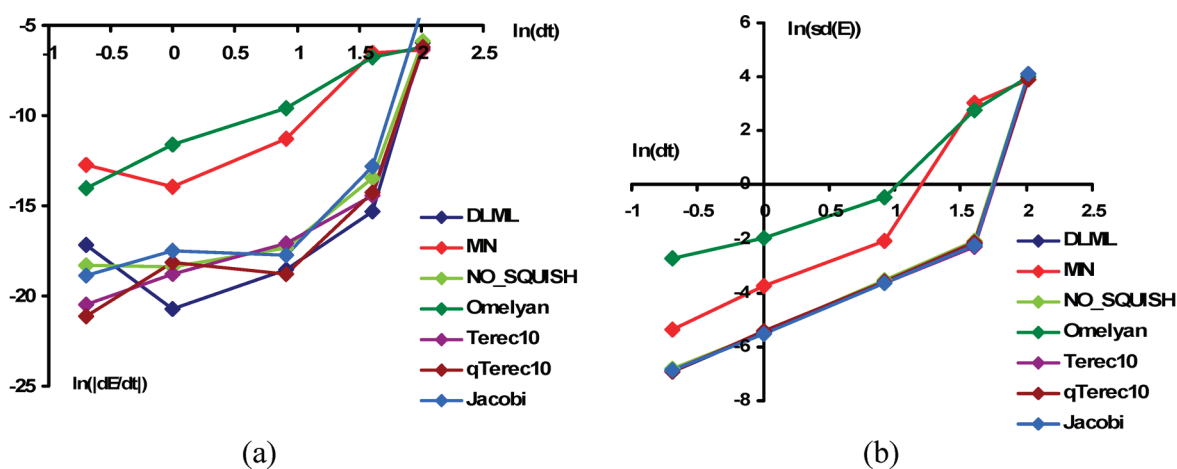 -5
ln(dt)
-1 -0.5 0 0.5 1 1.5 2 2.5
-10
-15
-20
-25
ln(|dE/dt|)
DLML
MN
NO_SQUISH
Omelyan
Terec10
qTerec10
Jacobi
(a)
6
ln(sd(E))
4
2
ln(dt)
0
-1 -0.5 0 0.5 1 1.5 2 2.5
-2
-4
-6
-8
DLML
MN
NO_SQUISH
Omelyan
Terec10
qTerec10
Jacobi
(b)